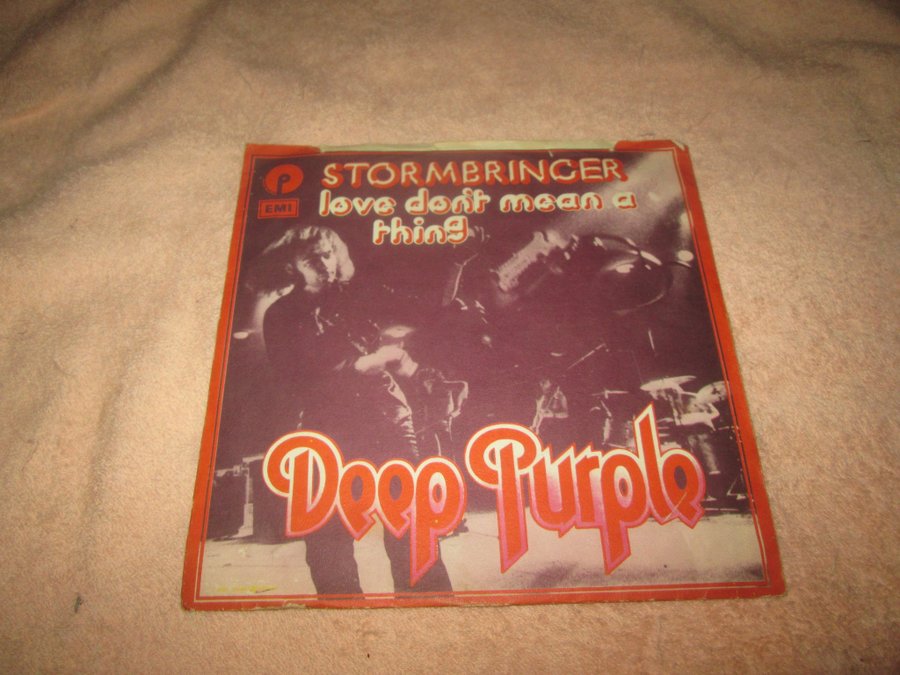 P
EMI
STORMBRINGER
love don't mean a
thing
Deep Purple